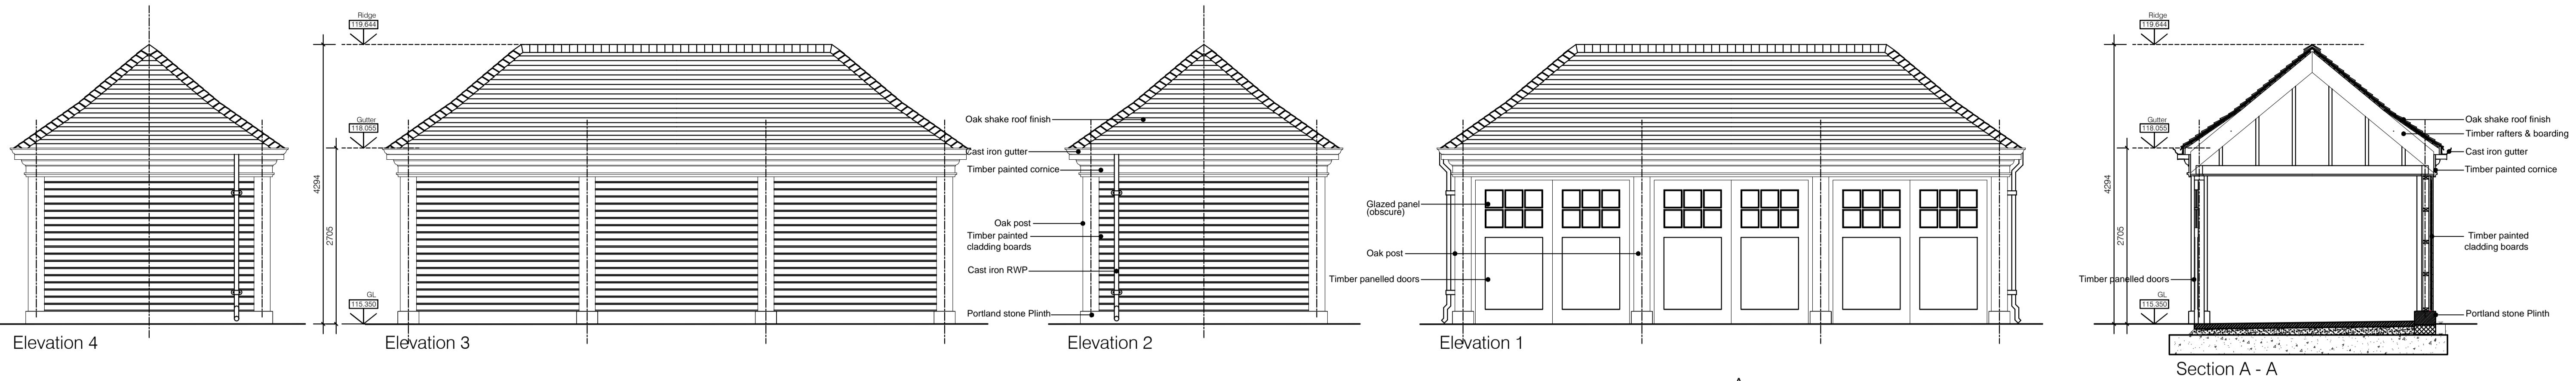 Elevation 4
Ridge
119.644
Gutter
118.055
4294
2705
GL
115.350
Elevation 3
Oak shake roof finish
Cast iron gutter
Timber painted cornice
Oak post
Timber painted
cladding boards
Cast iron RWP
Portland stone Plinth
Elevation 2
Glazed panel
(obscure)
Oak post
Timber panelled doors
Elevation 1
Ridge
119.644
Gutter
118.055
4294
2705
GL
115.350
Timber panelled doors
Oak shake roof finish
Timber rafters & boarding
Cast iron gutter
Timber painted cornice
Timber painted
cladding boards
Portland stone Plinth
Section A - A